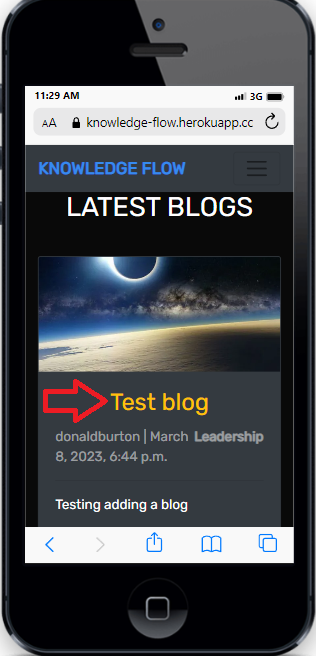 11:29 AM
3G
AA knowledge-flow.herokuapp.cc
KNOWLEDGE FLOW
LATEST BLOGS
Test blog
donaldburton | March Leadership
8, 2023, 6:44 p.m.
Testing adding a blog